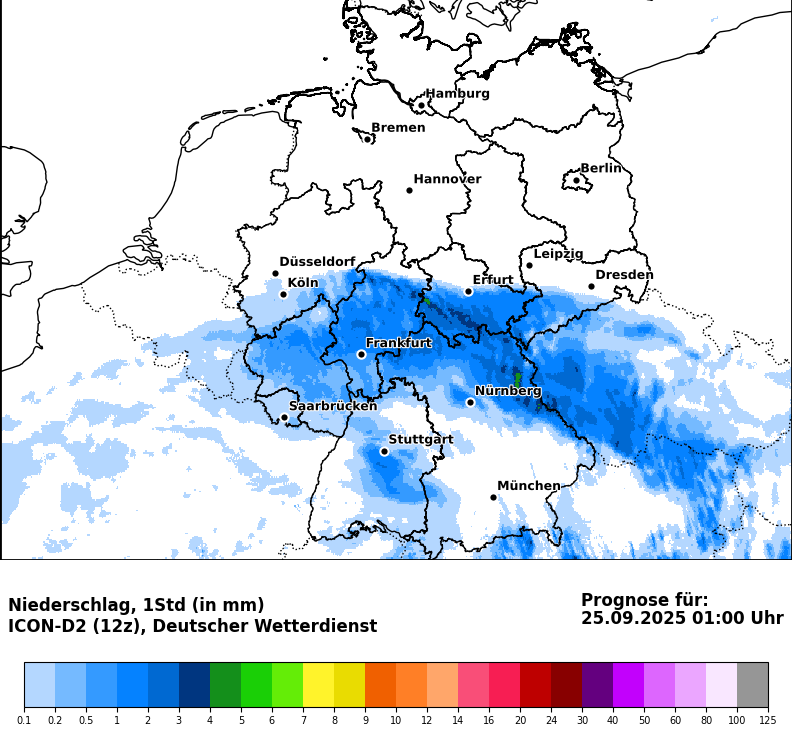 Hamburg
Bremen
Berlin
Hannover
Leipzig
Düsseldorf
Dresden
Köln
Erfurt
Frankfurt
Nürnberg
Saarbrücken
Stuttgart
München
Niederschlag, 1Std (in mm)
ICON-D2 (12z), Deutscher Wetterdienst
Prognose für:
25.09.2025 01:00 Uhr
0.1 0.2 0.5 1 2 3 4 5 6 7 8 9 10 12 14 16 20 24 30 40 50 60 80 100 125